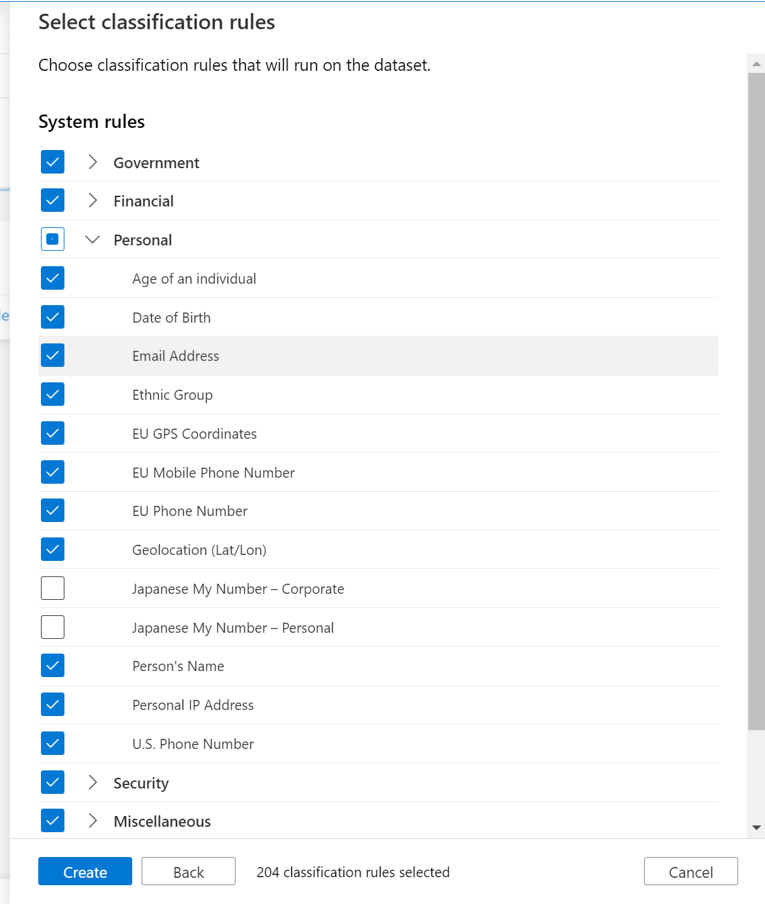 Select classification rules
Choose classification rules that will run on the dataset.
System rules
Government
Financial
Personal
Age of an individual
Date of Birth
Email Address
Ethnic Group
EU GPS Coordinates
EU Mobile Phone Number
EU Phone Number
Geolocation (Lat/Lon)
Japanese My Number – Corporate
Japanese My Number – Personal
Person's Name
Personal IP Address
U.S. Phone Number
Security
Miscellaneous
Create Back 204 classification rules selected Cancel